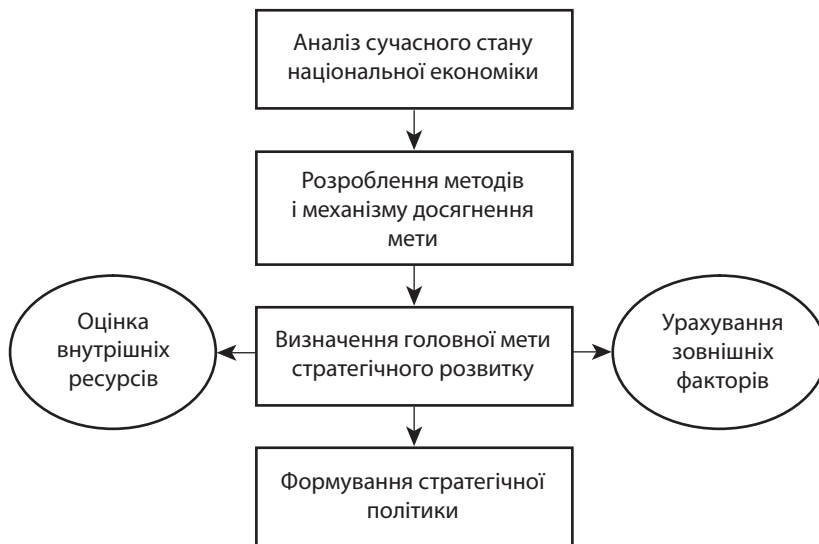 Аналіз сучасного стану
національної економіки
Розроблення методів
і механізму досягнення
мети
Оцінка
внутрішніх
ресурсів
Визначення головної мети
стратегічного розвитку
Урахування
зовнішніх
факторів
Формування стратегічної
політики